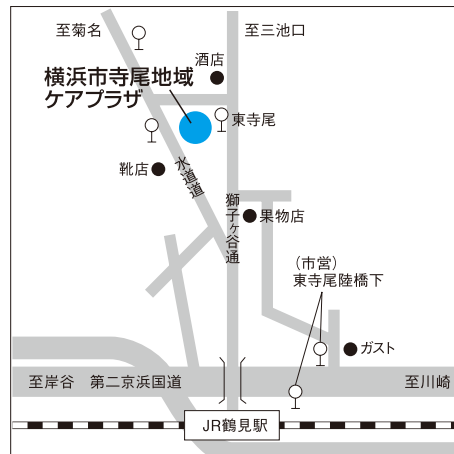 至菊名
至三池口
酒店
横浜市寺尾地域
ケアプラザ
東寺尾
靴店
水道道
獅子ヶ谷通
果物店
（市営）
東寺尾陸橋下
ガスト
至岸谷 第二京浜国道
至川崎
JR鶴見駅